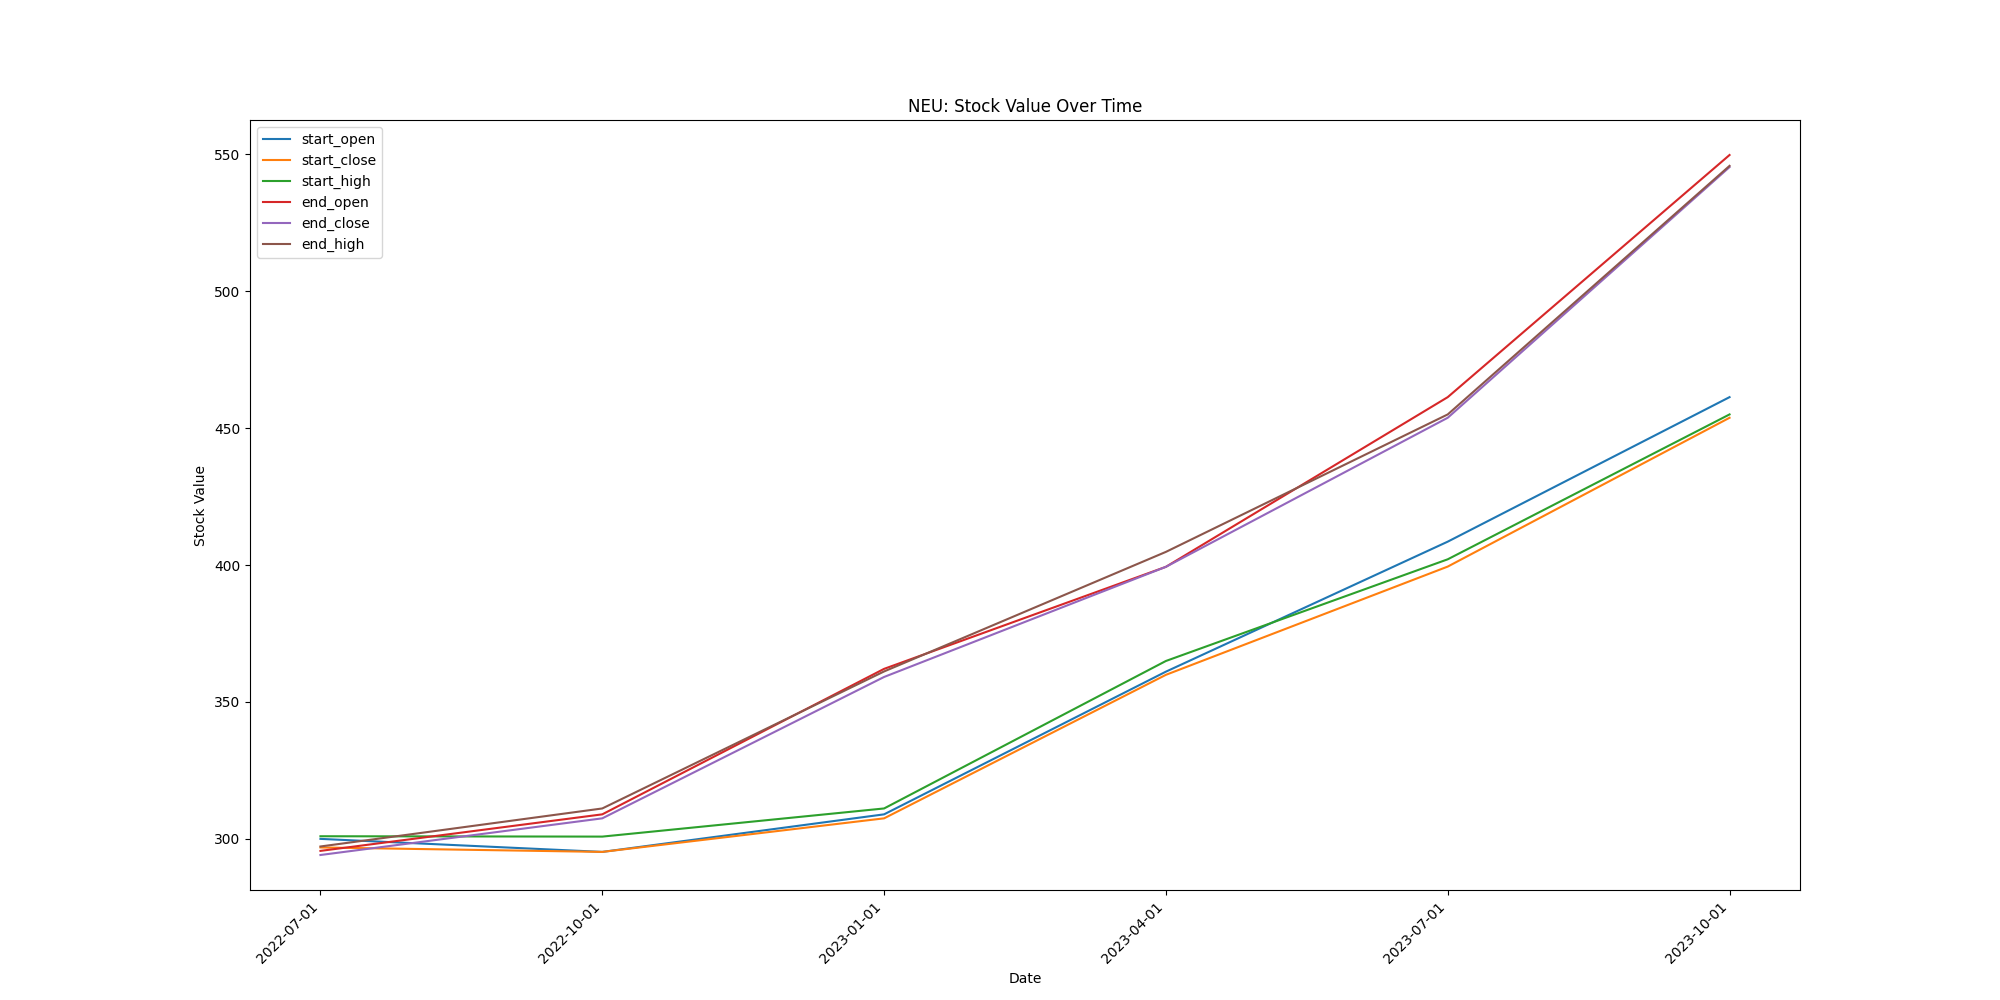 NEU: Stock Value Over Time
start_open
start_close
start_high
end_open
end_close
end_high
550
500
450
400
350
300
Stock Value
2022-07-01
2022-10-01
2023-01-01
2023-04-01
2023-07-01
2023-10-01
Date